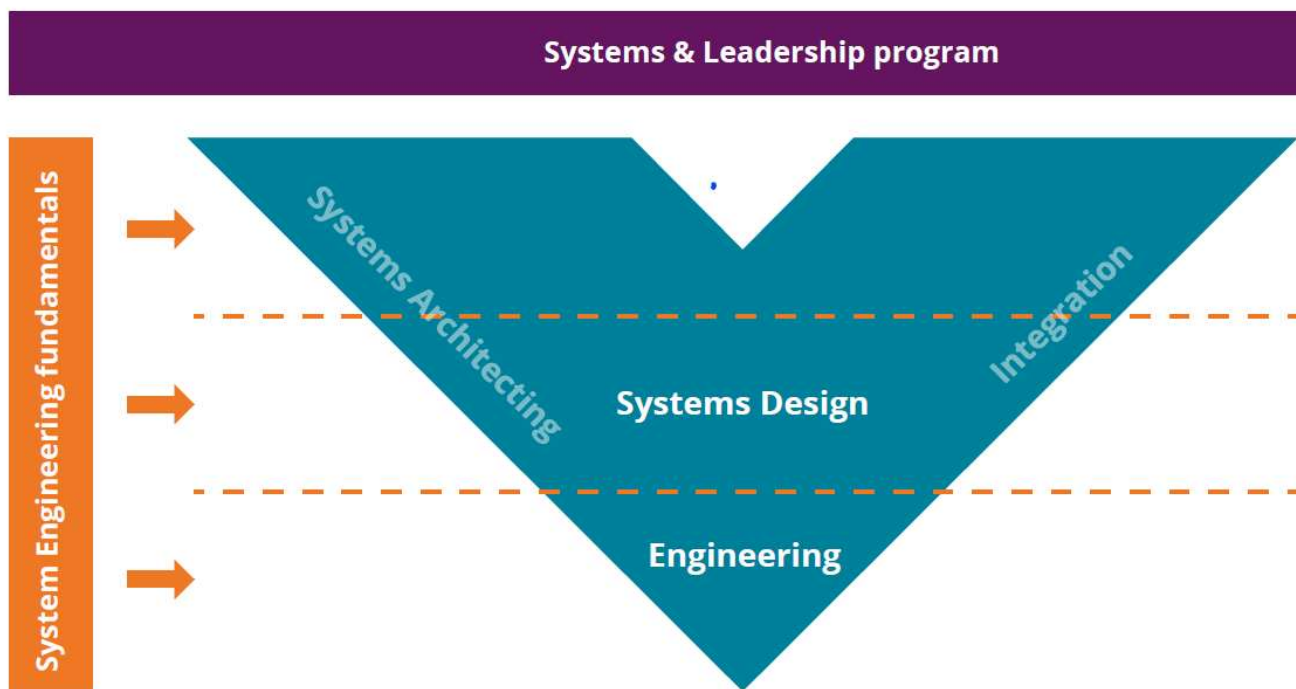 Systems & Leadership program
System Engineering fundamentals
Systems Architecting
Integration
Systems Design
Engineering